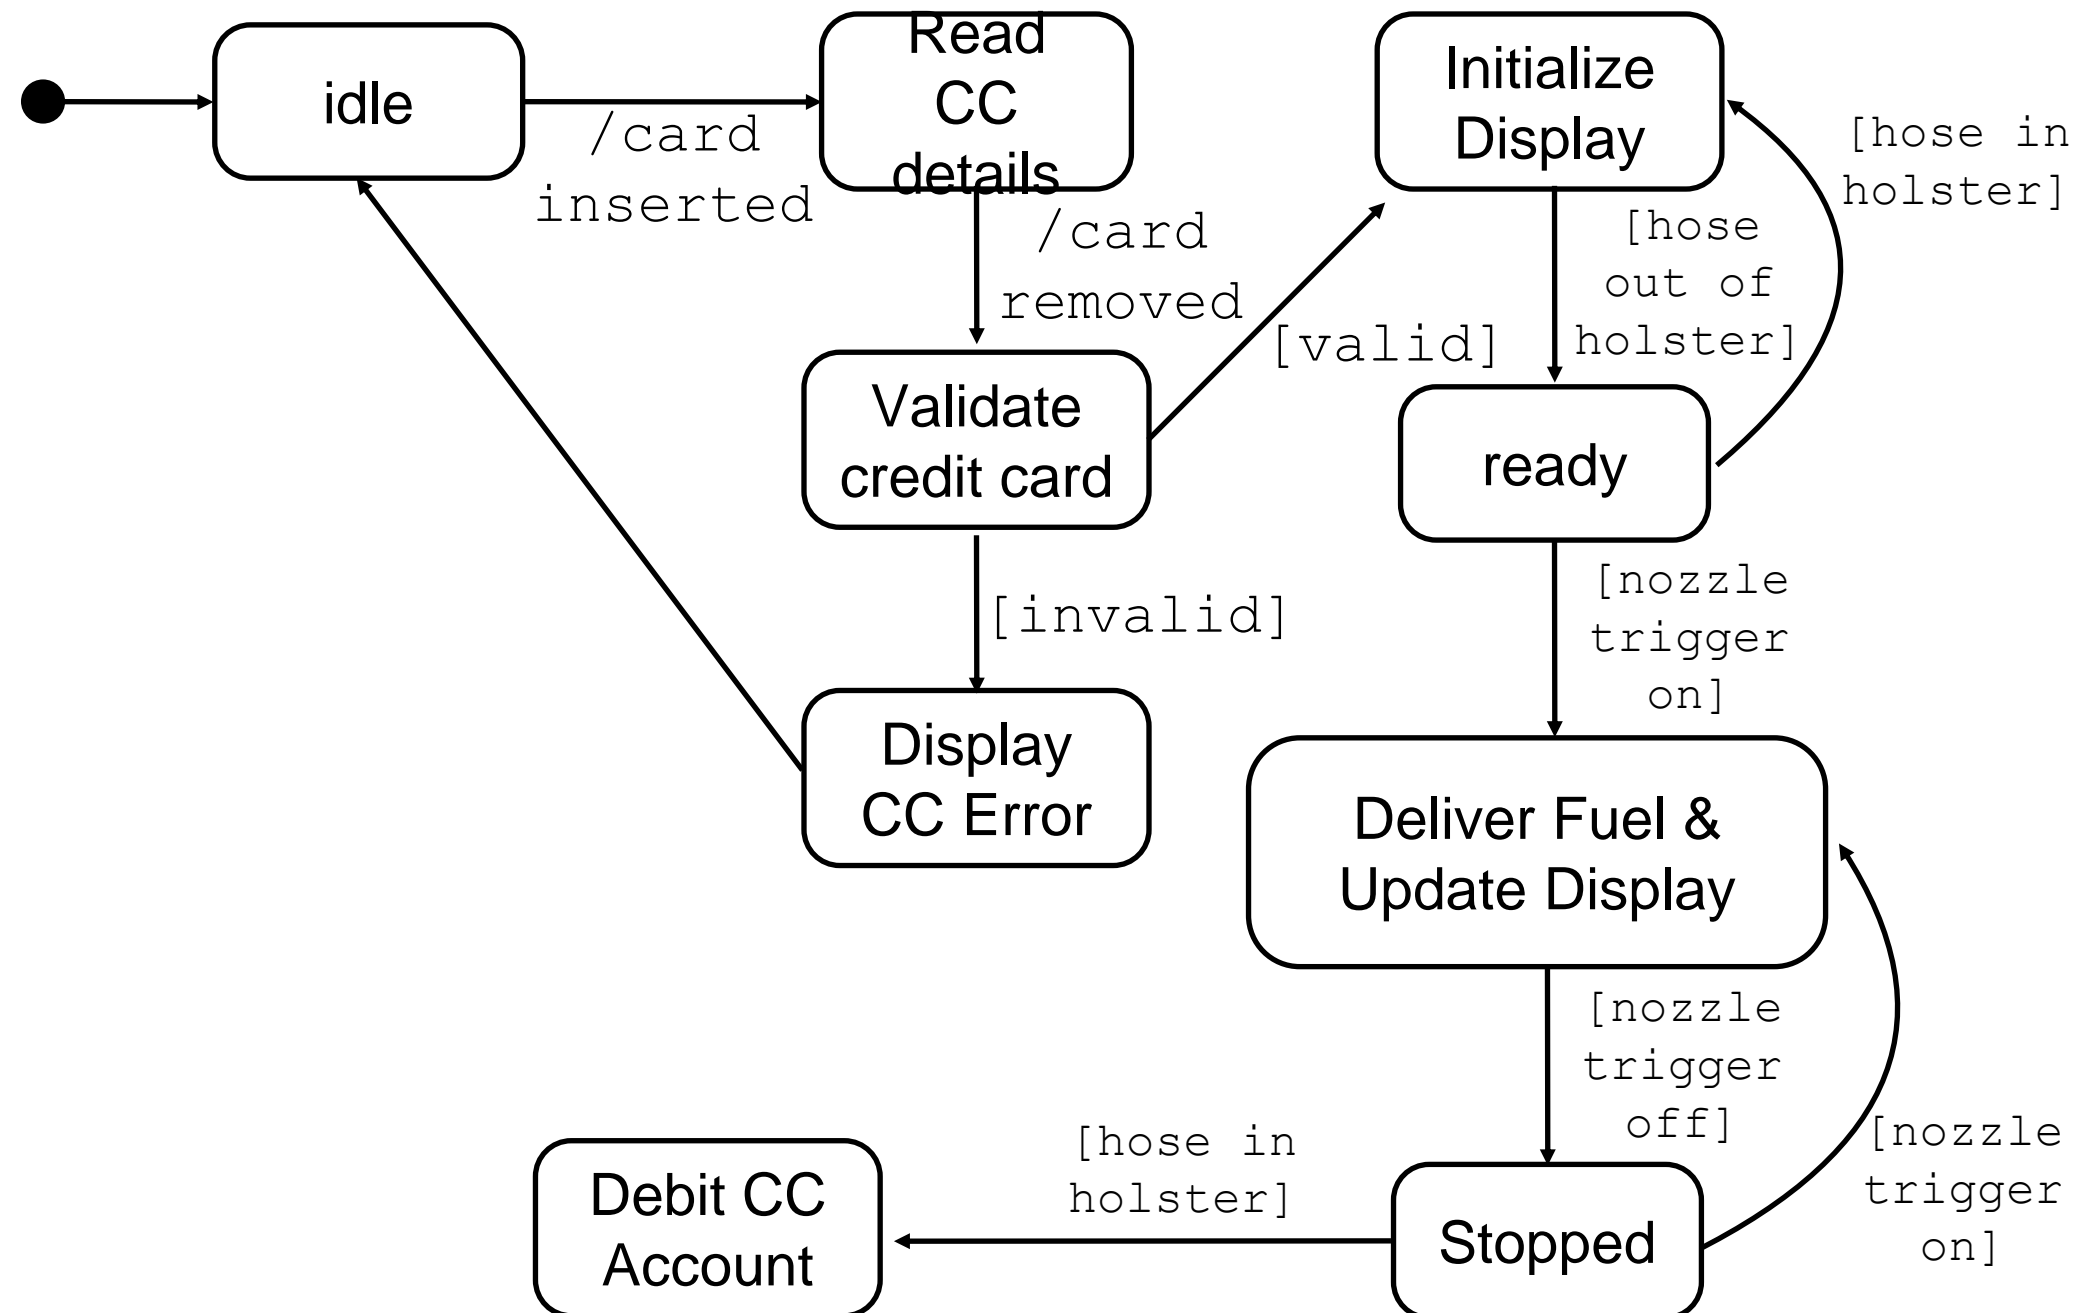 idle
/card
inserted
Read
CC
details
/card
removed
Initialize
Display
[hose in
holster]
[hose
out of
holster]
[valid]
Validate
credit card
ready
[invalid]
[nozzle
trigger
on]
Display
CC Error
Deliver Fuel &
Update Display
[nozzle
trigger
off]
[nozzle
trigger
on]
[hose in
holster]
Debit CC
Account
Stopped